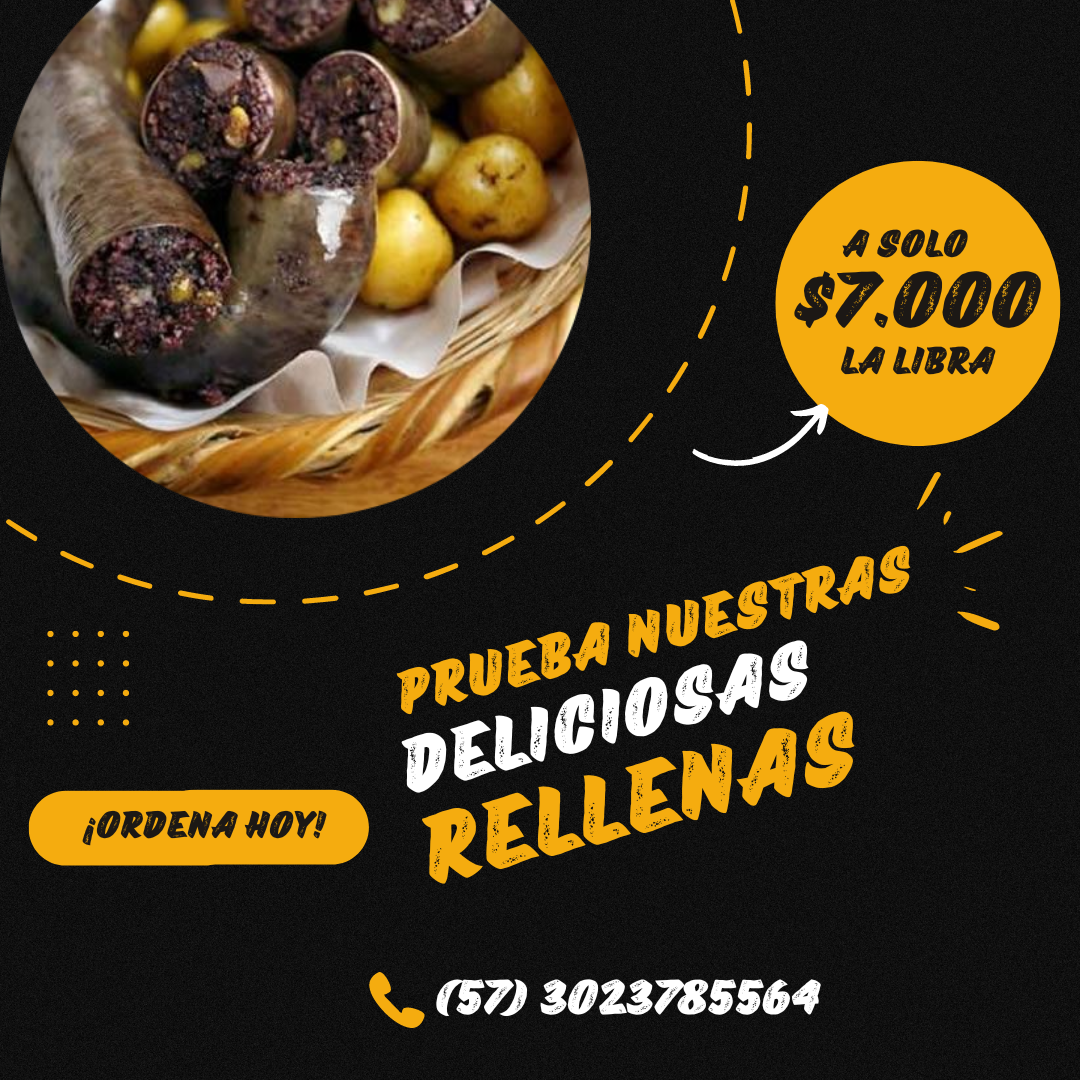 A SOLO
$7.000
LA LIBRA
PRUEBA NUESTRAS
DELICIOSAS
RELLENAS
¡ORDENA HOY!
(57) 3023785564